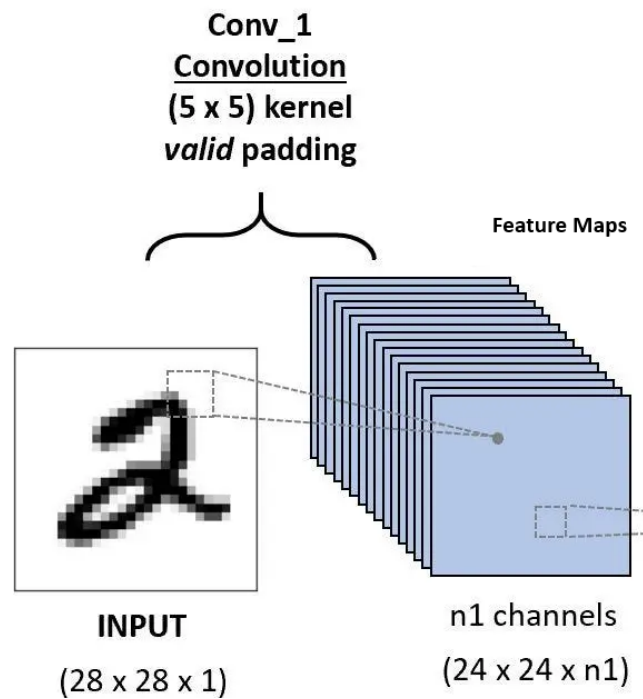 Conv_1
Convolution
(5 x 5) kernel
valid padding
Feature Maps
INPUT
(28 x 28 x 1)
n1 channels
(24 x 24 x n1)